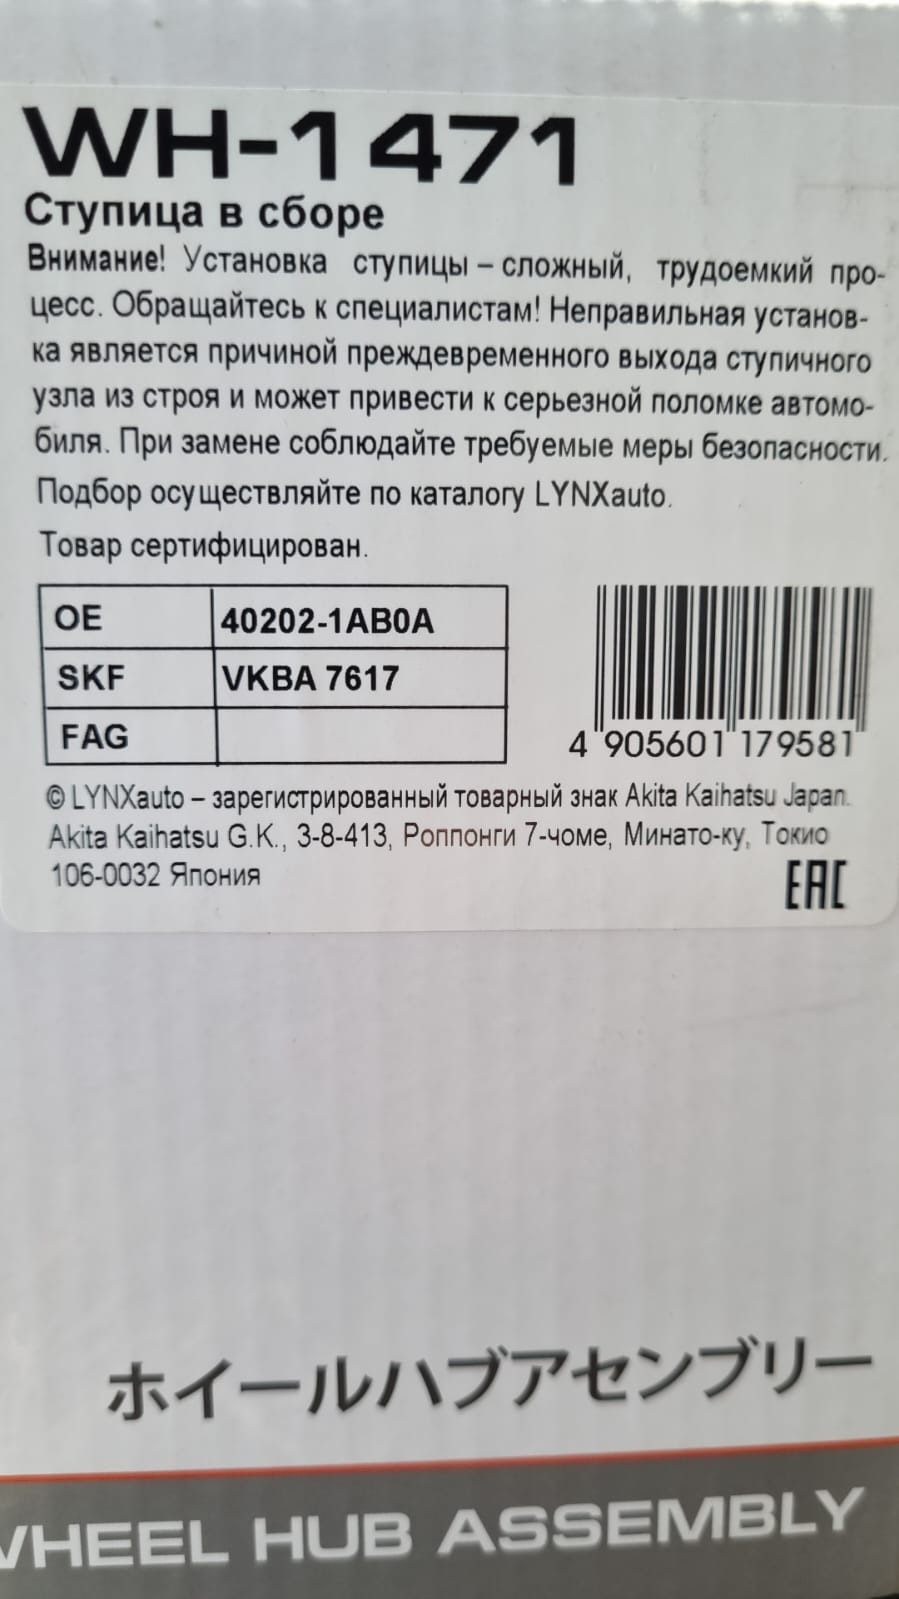 WH-1471
Ступица в сборе
Внимание! Установка ступицы – сложный, трудоемкий про-
цесс. Обращайтесь к специалистам! Неправильная установ-
ка является причиной преждевременного выхода ступичного
узла из строя и может привести к серьезной поломке автомо-
биля. При замене соблюдайте требуемые меры безопасности.
Подбор осуществляйте по каталогу LYNXauto.
Товар сертифицирован.
OE 40202-1AB0A
SKF VKBA 7617
FAG
4 905601 179581
© LYNXauto – зарегистрированный товарный знак Akita Kaihatsu Japan.
Akita Kaihatsu G.K., 3-8-413, Роппонги 7-чоме, Минато-ку, Токио
106-0032 Япония
EAC
ホイールハブアセンブリー
WHEEL HUB ASSEMBLY